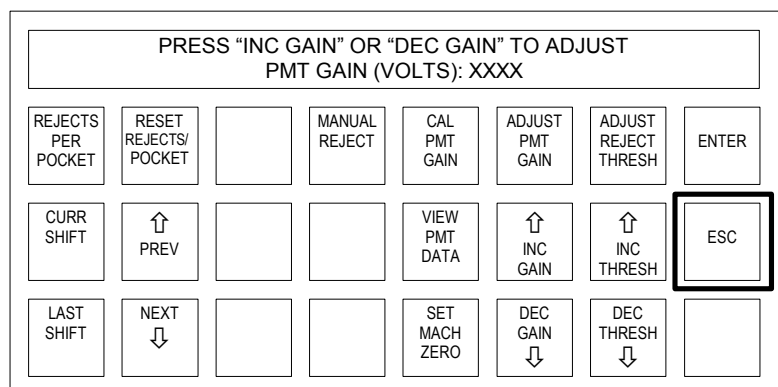 PRESS “INC GAIN” OR “DEC GAIN” TO ADJUST
PMT GAIN (VOLTS): XXXX
REJECTS
PER
POCKET
RESET
REJECTS/
POCKET
MANUAL
REJECT
CAL
PMT
GAIN
ADJUST
PMT
GAIN
ADJUST
REJECT
THRESH
ENTER
CURR
SHIFT
PREV
VIEW
PMT
DATA
INC
GAIN
INC
THRESH
ESC
LAST
SHIFT
NEXT
SET
MACH
ZERO
DEC
GAIN
DEC
THRESH